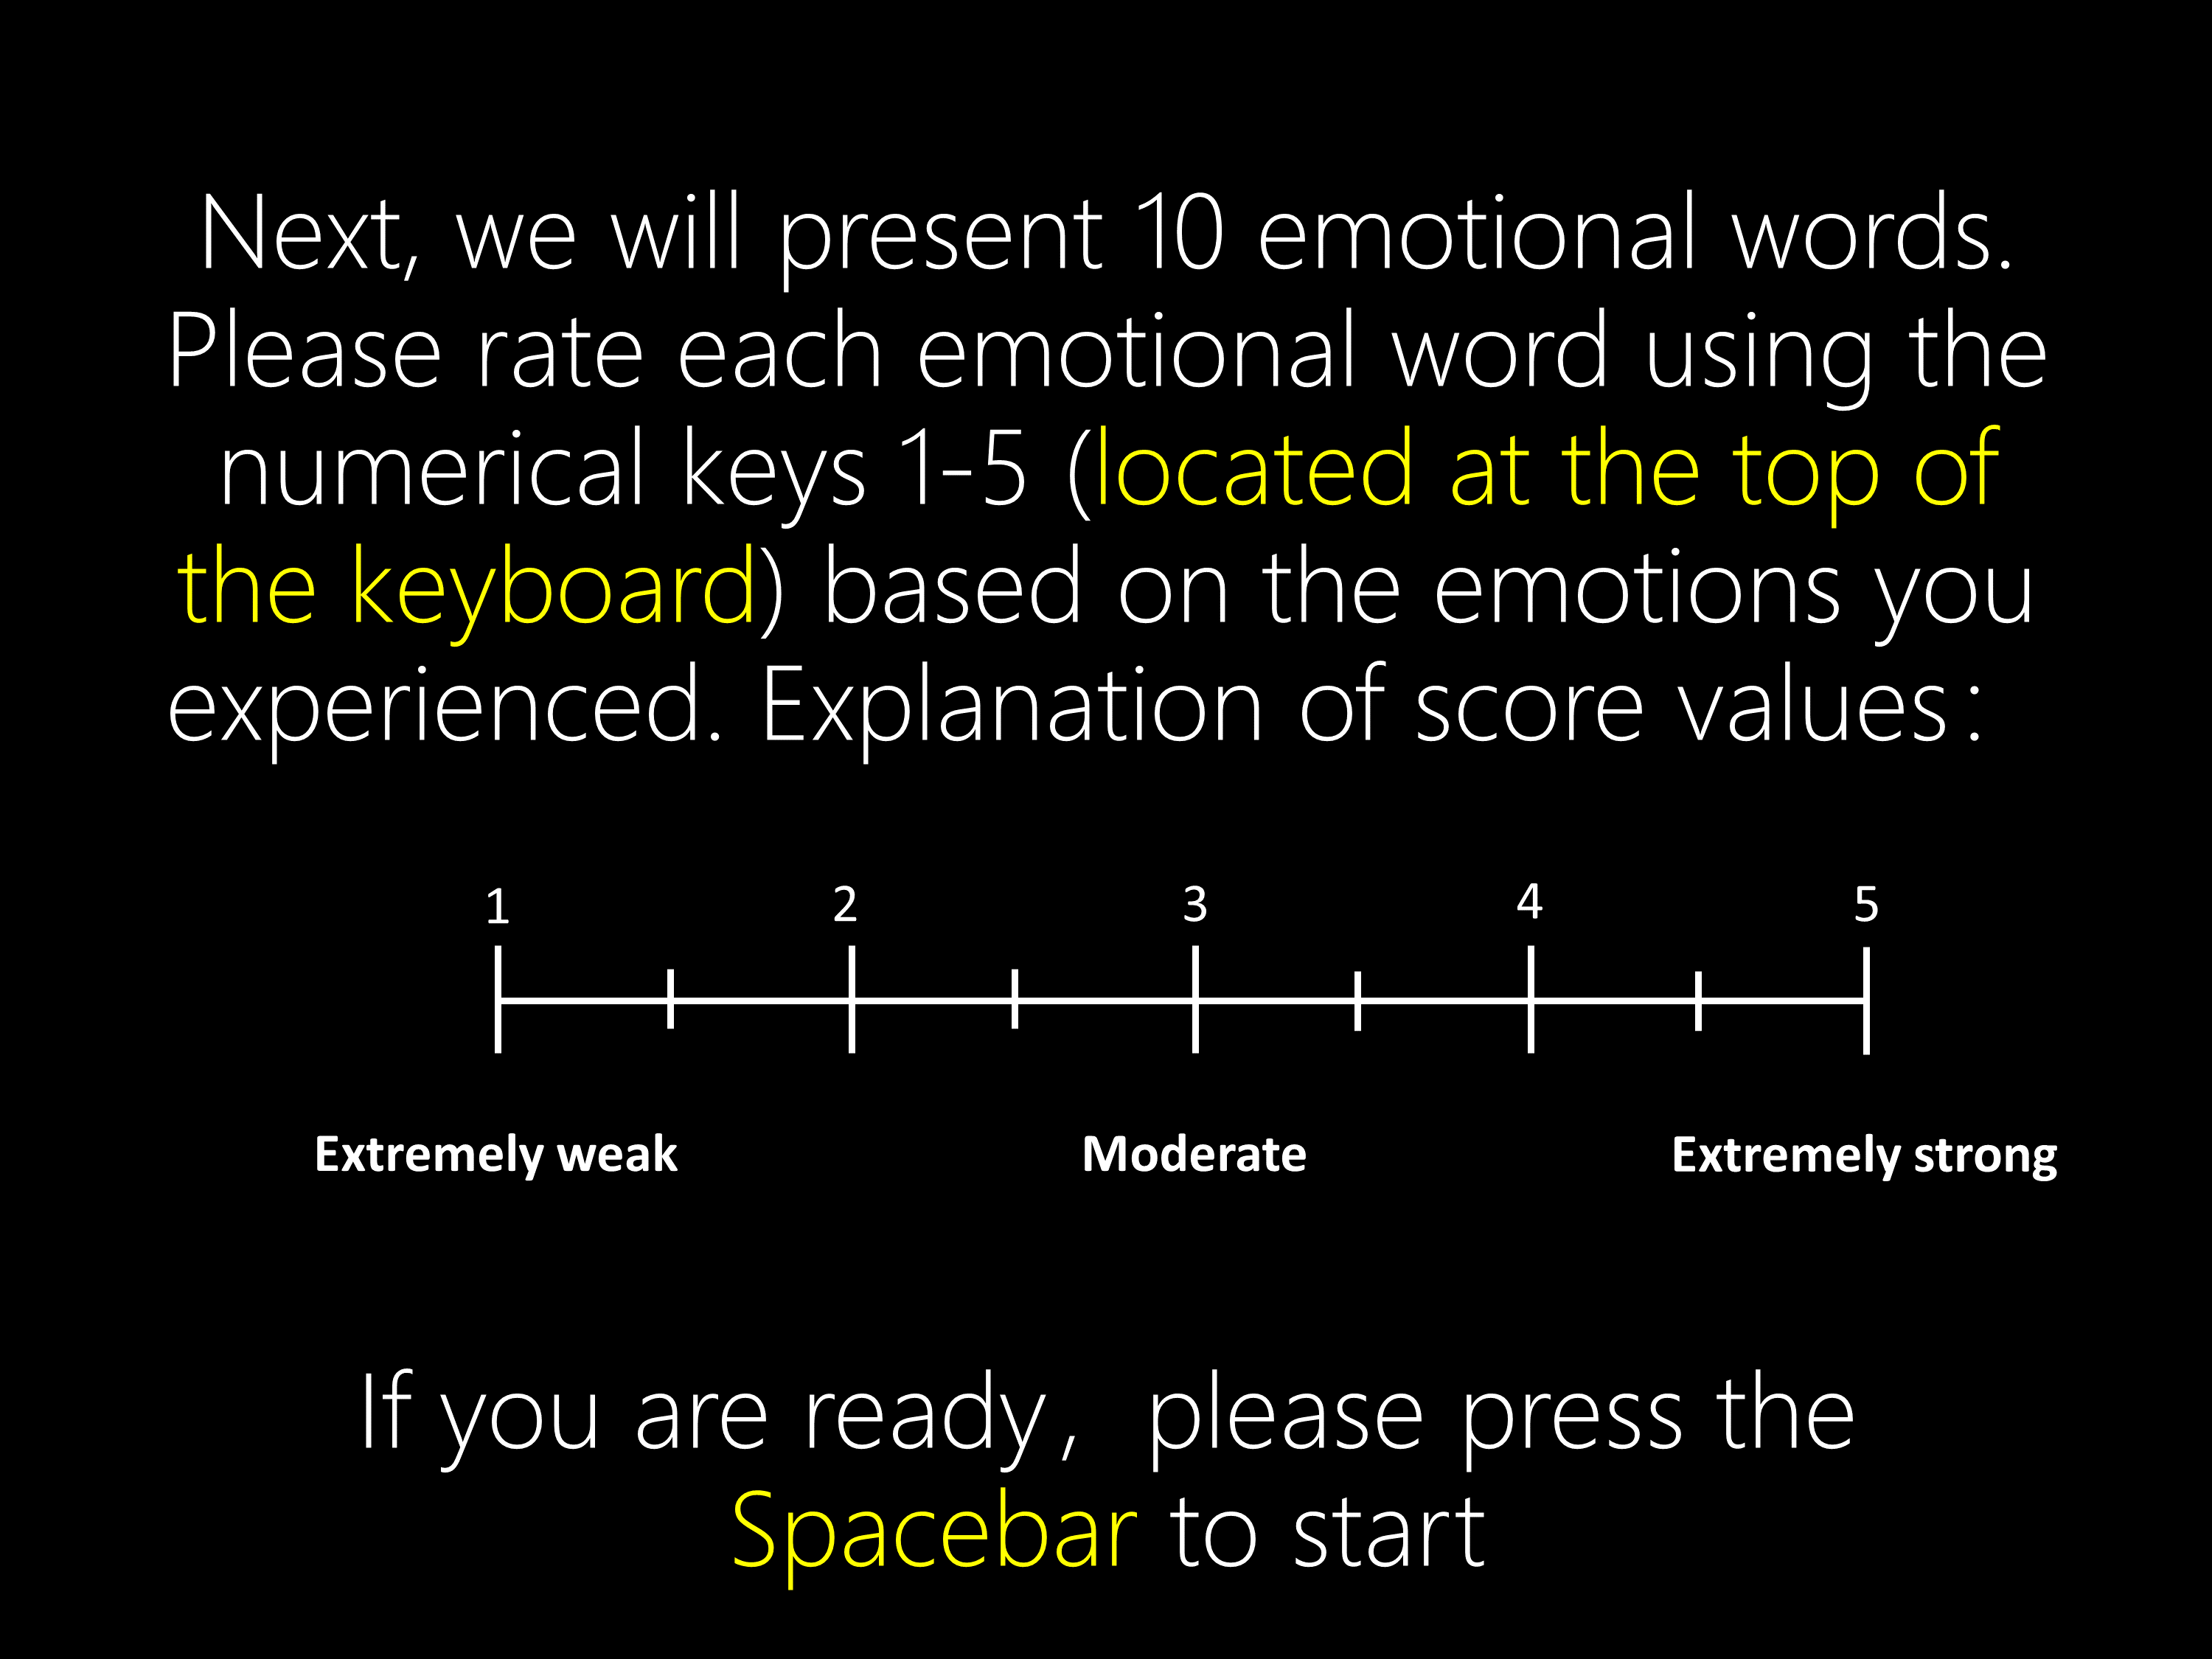 Next, we will present 10 emotional words.
Please rate each emotional word using the
numerical keys 1-5 (located at the top of
the keyboard) based on the emotions you
experienced. Explanation of score values:
1 2 3 4 5
Extremely weak Moderate Extremely strong
If you are ready, please press the
Spacebar to start